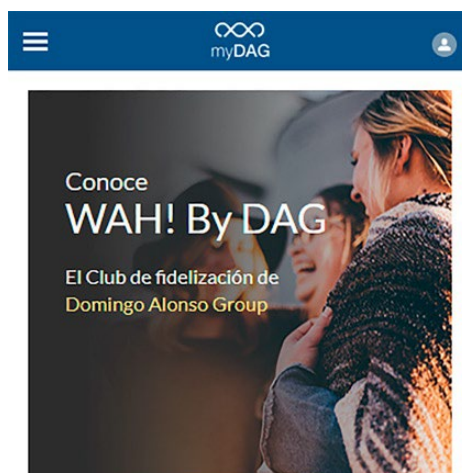 myDAG
Conoce
WAH! By DAG
El Club de fidelización de
Domingo Alonso Group